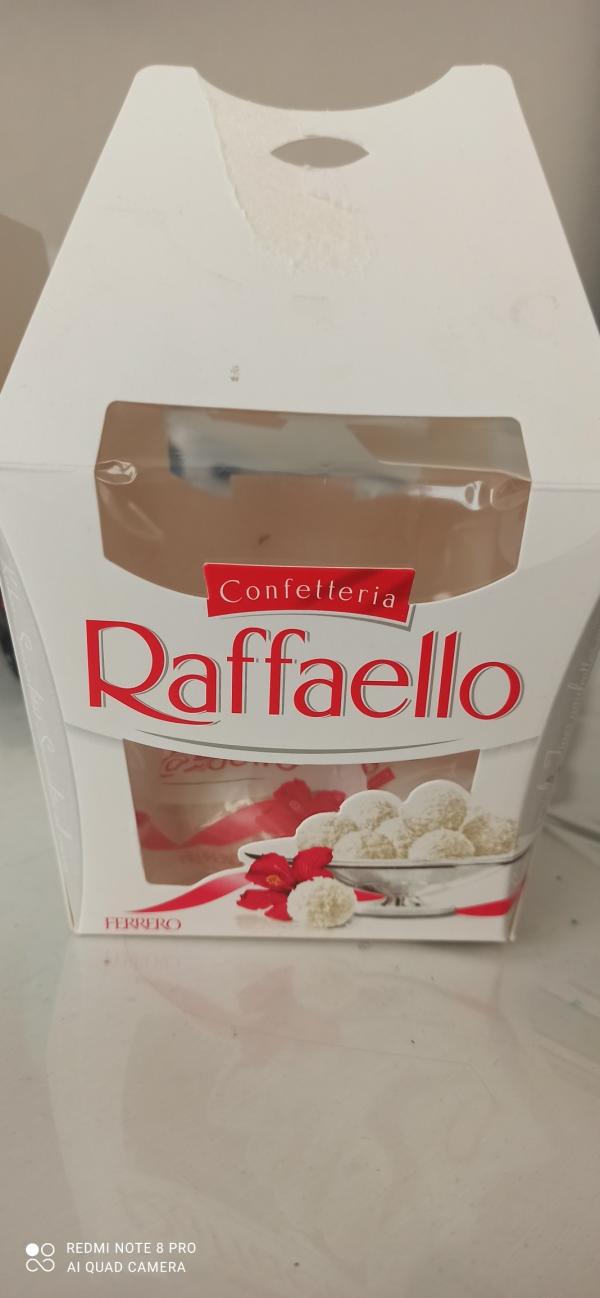 Confetteria
Raffaello
FERRERO
REDMI NOTE 8 PRO
AI QUAD CAMERA